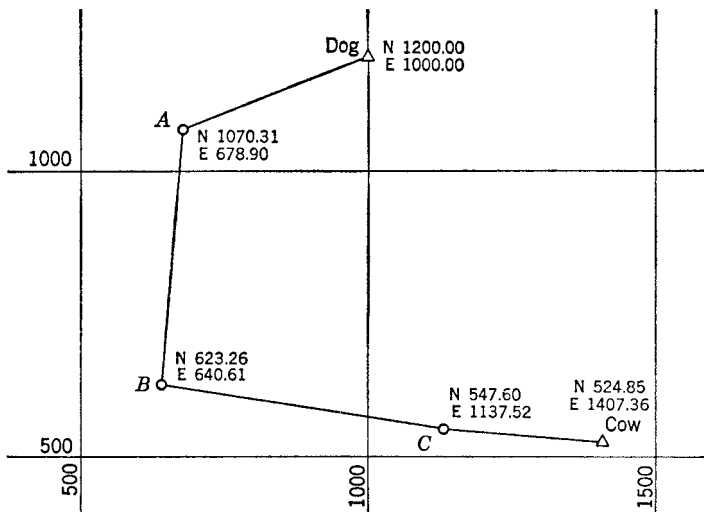 Dog
N 1200.00
E 1000.00
A
N 1070.31
E 678.90
1000
N 623.26
E 640.61
B
N 547.60
E 1137.52
C
N 524.85
E 1407.36
Cow
500
500
1000
1500